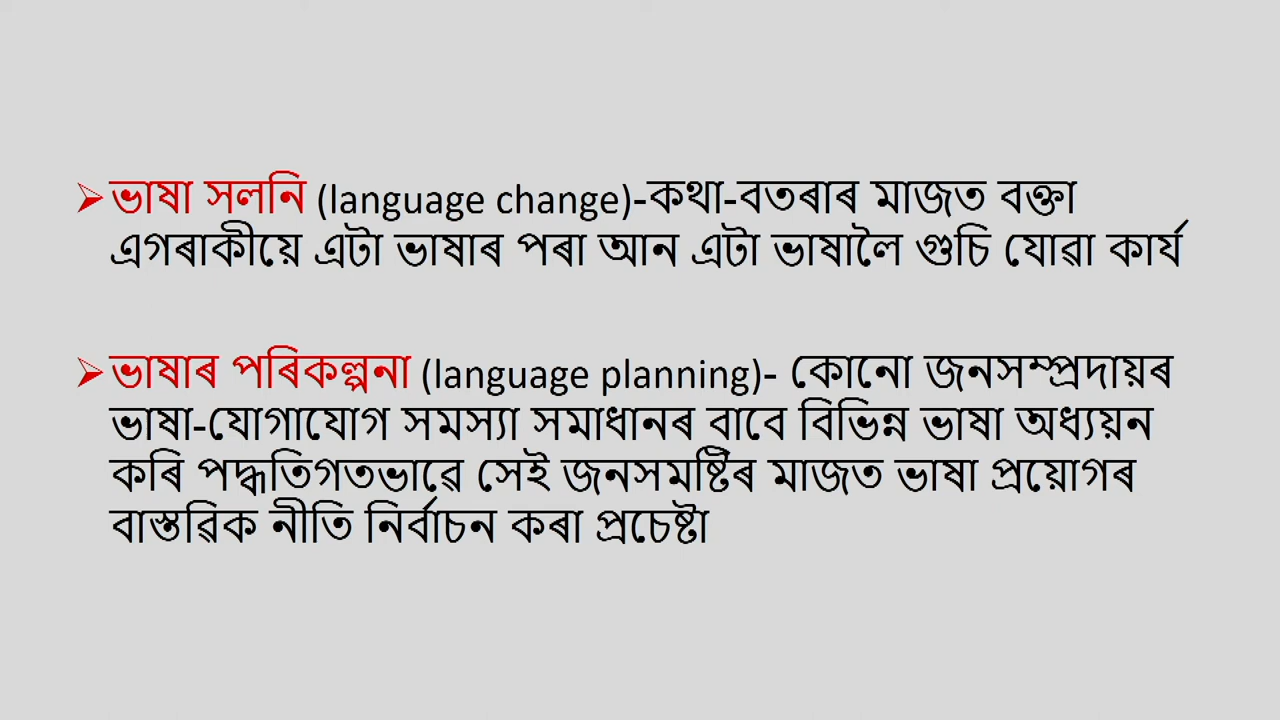 ভাষা সলনি (language change)-কথা-বতৰাৰ মাজত বক্তা
এগৰাকীয়ে এটা ভাষাৰ পৰা আন এটা ভাষালৈ গুচি যোৱা কাৰ্য
ভাষাৰ পৰিকল্পনা (language planning)- কোনো জনসম্প্ৰদায়ৰ
ভাষা-যোগাযোগ সমস্যা সমাধানৰ বাবে বিভিন্ন ভাষা অধ্যয়ন
কৰি পদ্ধতিগতভাৱে সেই জনসমষ্টিৰ মাজত ভাষা প্ৰয়োগৰ
বাস্তৱিক নীতি নিৰ্বাচন কৰা প্ৰচেষ্টা